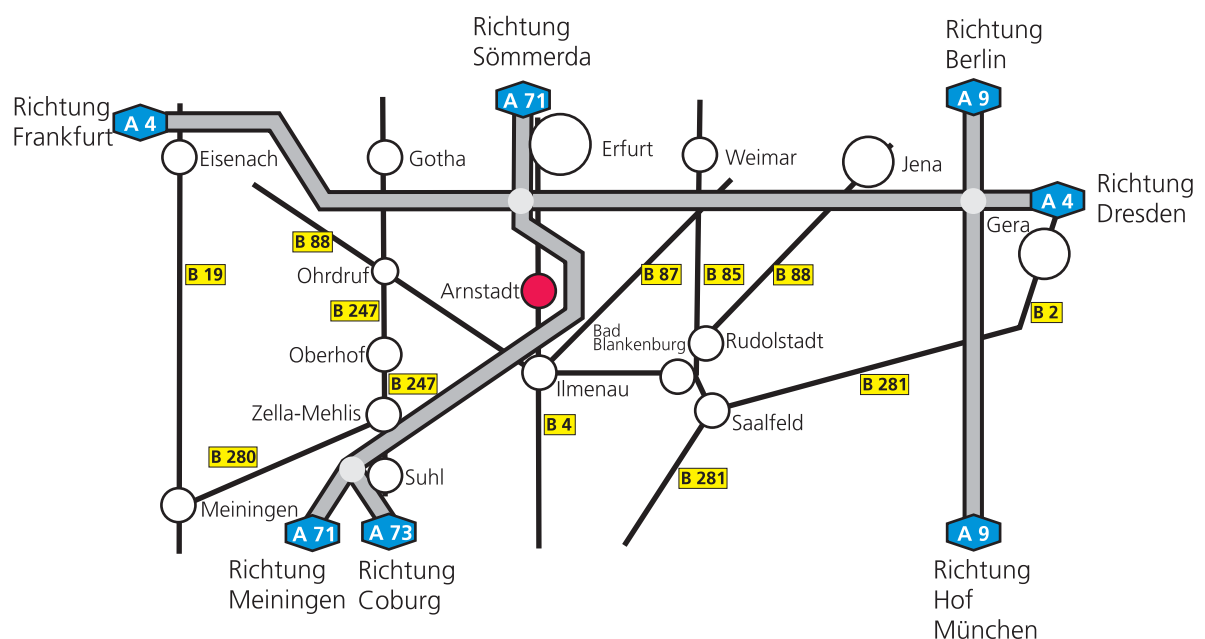 Richtung
Sömmerda
Richtung
Berlin
Richtung
Frankfurt
A 4
A 71
A 9
Eisenach
Gotha
Erfurt
Weimar
Jena
Richtung
Dresden
A 4
Gera
B 88
Ohrdruf
B 19
B 247
Arnstadt
B 87
B 85
B 88
B 2
Oberhof
Bad
Blankenburg
Rudolstadt
B 247
Ilmenau
B 281
Zella-Mehlis
B 4
Saalfeld
B 280
Suhl
B 281
Meiningen
A 71
A 73
A 9
Richtung
Meiningen
Richtung
Coburg
Richtung
Hof
München